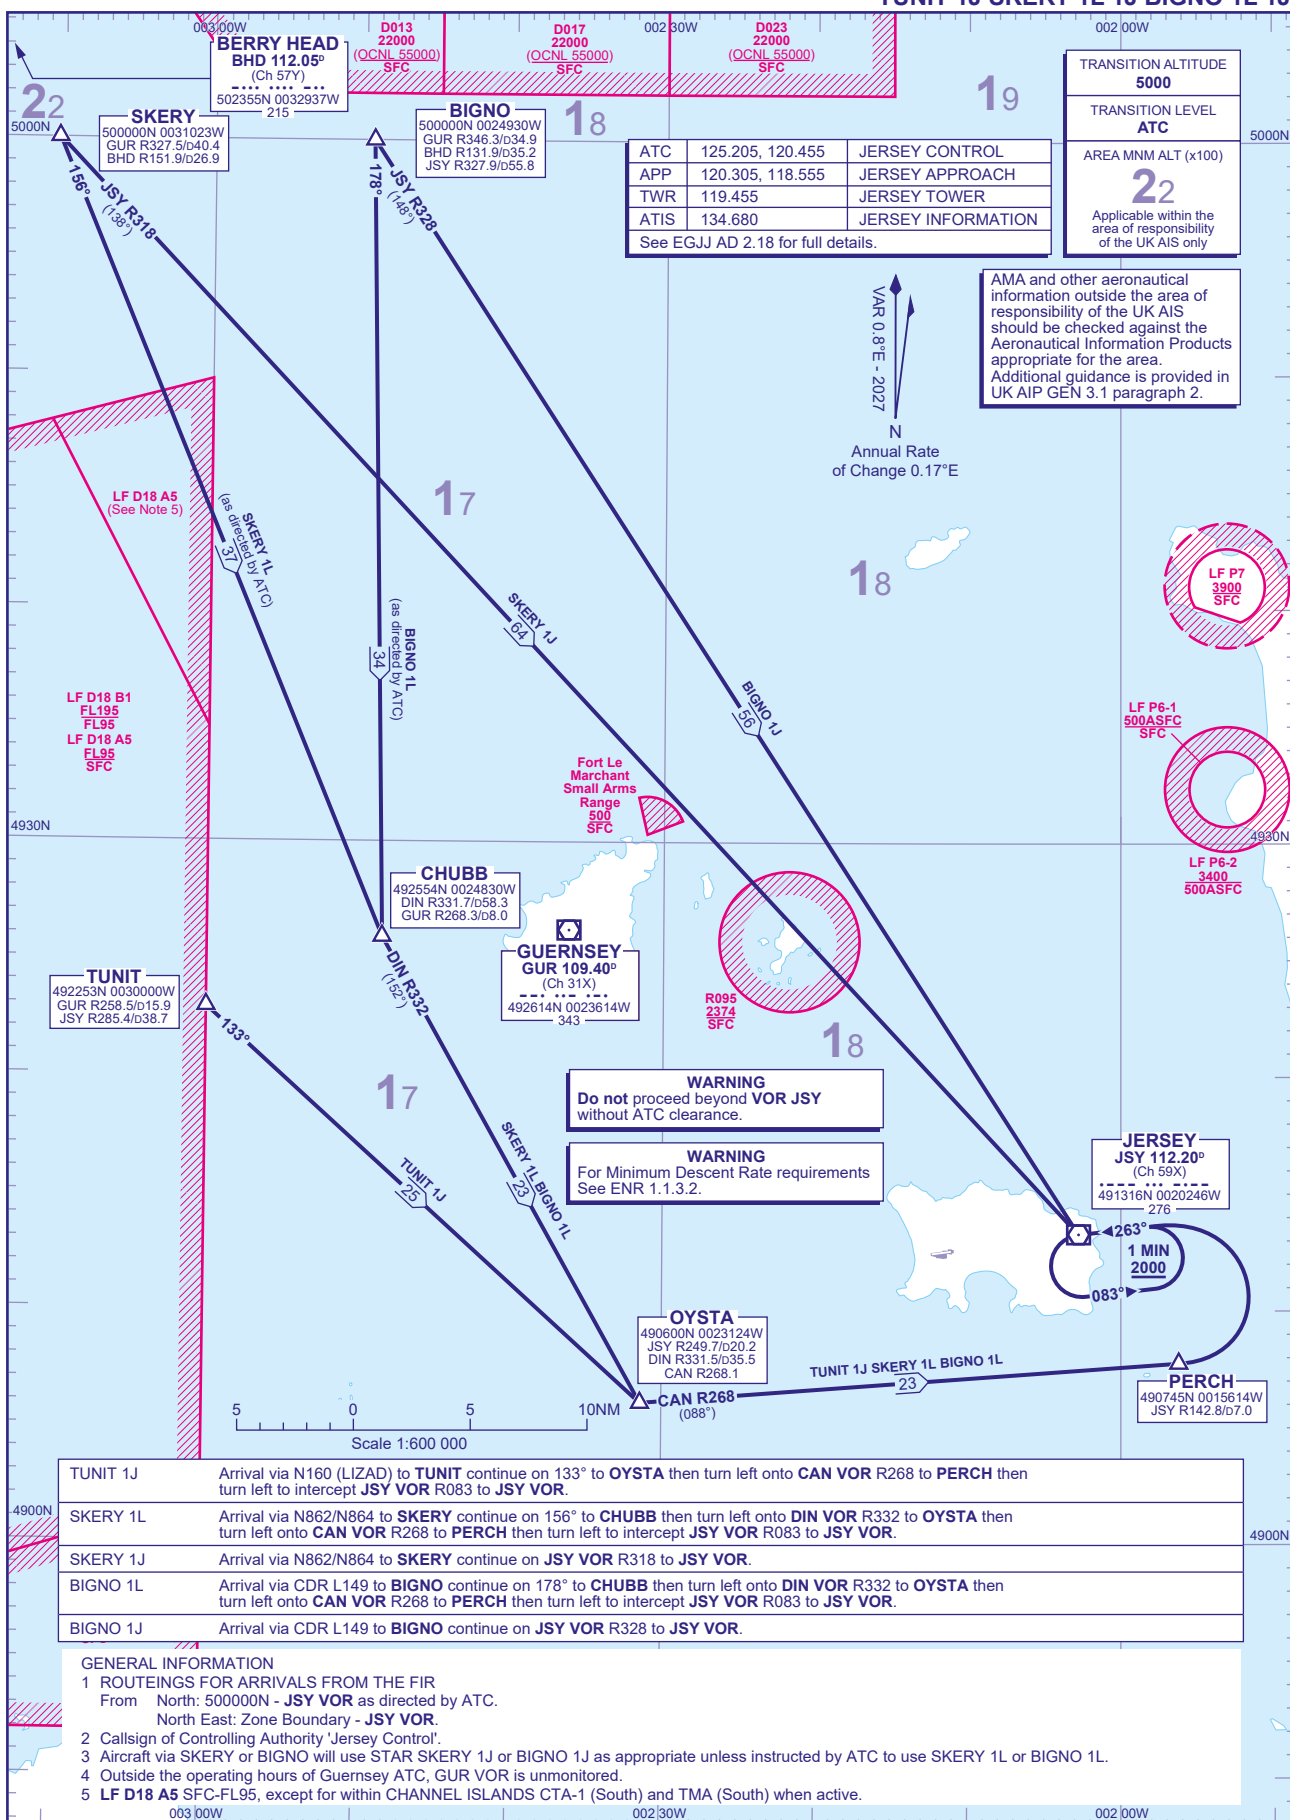 003 00W
002 30W
002 00W
D013
22000
(OCNL 55000)
SFC
D017
22000
(OCNL 55000)
SFC
D023
22000
(OCNL 55000)
SFC
BERRY HEAD
BHD 112.05D
(Ch 57Y)
502355N 0032937W
215
22
SKERY
500000N 0031023W
GUR R327.5/D40.4
BHD R151.9/D26.9
BIGNO
500000N 0024930W
GUR R346.3/D34.9
BHD R131.9/D35.2
JSY R327.9/D55.8
18
19
TRANSITION ALTITUDE
5000
TRANSITION LEVEL
ATC
AREA MNM ALT (x100)
22
Applicable within the
area of responsibility
of the UK AIS only
5000N
5000N
ATC 125.205, 120.455 JERSEY CONTROL
APP 120.305, 118.555 JERSEY APPROACH
TWR 119.455 JERSEY TOWER
ATIS 134.680 JERSEY INFORMATION
See EGJJ AD 2.18 for full details.
156°
JSY R318
(138°)
178°
JSY R328
(148°)
VAR 0.8°E - 2027
N
Annual Rate
of Change 0.17°E
AMA and other aeronautical
information outside the area of
responsibility of the UK AIS
should be checked against the
Aeronautical Information Products
appropriate for the area.
Additional guidance is provided in
UK AIP GEN 3.1 paragraph 2.
LF D18 A5
(See Note 5)
SKERY 1L
(as directed by ATC)
37
17
18
SKERY 1J
64
BIGNO 1L
(as directed by ATC)
34
BIGNO 1J
56
LF P7
3900
SFC
LF D18 B1
FL195
FL95
LF D18 A5
FL95
SFC
LF P6-1
500ASFC
SFC
LF P6-2
3400
500ASFC
Fort Le
Marchant
Small Arms
Range
500
SFC
4930N
4930N
CHUBB
492554N 0024830W
DIN R331.7/D58.3
GUR R268.3/D8.0
GUERNSEY
GUR 109.40D
(Ch 31X)
492614N 0023614W
343
R095
2374
SFC
TUNIT
492253N 0030000W
GUR R258.5/D15.9
JSY R285.4/D38.7
133°
DIN R332
(152°)
17
18
WARNING
Do not proceed beyond VOR JSY
without ATC clearance.
WARNING
For Minimum Descent Rate requirements
See ENR 1.1.3.2.
TUNIT 1J
25
SKERY 1L BIGNO 1L
23
JERSEY
JSY 112.20D
(Ch 59X)
491316N 0020246W
276
263°
1 MIN
2000
083°
OYSTA
490600N 0023124W
JSY R249.7/D20.2
DIN R331.5/D35.5
CAN R268.1
CAN R268
(088°)
TUNIT 1J SKERY 1L BIGNO 1L
23
PERCH
490745N 0015614W
JSY R142.8/D7.0
5 0 5 10NM
Scale 1:600 000
4900N
4900N
TUNIT 1J Arrival via N160 (LIZAD) to TUNIT continue on 133° to OYSTA then turn left onto CAN VOR R268 to PERCH then
turn left to intercept JSY VOR R083 to JSY VOR.
SKERY 1L Arrival via N862/N864 to SKERY continue on 156° to CHUBB then turn left onto DIN VOR R332 to OYSTA then
turn left onto CAN VOR R268 to PERCH then turn left to intercept JSY VOR R083 to JSY VOR.
SKERY 1J Arrival via N862/N864 to SKERY continue on JSY VOR R318 to JSY VOR.
BIGNO 1L Arrival via CDR L149 to BIGNO continue on 178° to CHUBB then turn left onto DIN VOR R332 to OYSTA then
turn left onto CAN VOR R268 to PERCH then turn left to intercept JSY VOR R083 to JSY VOR.
BIGNO 1J Arrival via CDR L149 to BIGNO continue on JSY VOR R328 to JSY VOR.
GENERAL INFORMATION
1 ROUTEINGS FOR ARRIVALS FROM THE FIR
From North: 500000N - JSY VOR as directed by ATC.
North East: Zone Boundary - JSY VOR.
2 Callsign of Controlling Authority 'Jersey Control'.
3 Aircraft via SKERY or BIGNO will use STAR SKERY 1J or BIGNO 1J as appropriate unless instructed by ATC to use SKERY 1L or BIGNO 1L.
4 Outside the operating hours of Guernsey ATC, GUR VOR is unmonitored.
5 LF D18 A5 SFC-FL95, except for within CHANNEL ISLANDS CTA-1 (South) and TMA (South) when active.
003 00W
002 30W
002 00W